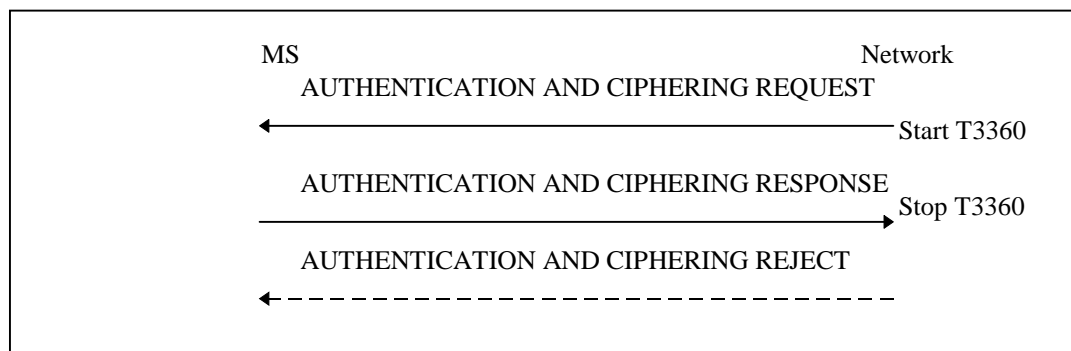 MS Network
AUTHENTICATION AND CIPHERING REQUEST
Start T3360
AUTHENTICATION AND CIPHERING RESPONSE
Stop T3360
AUTHENTICATION AND CIPHERING REJECT